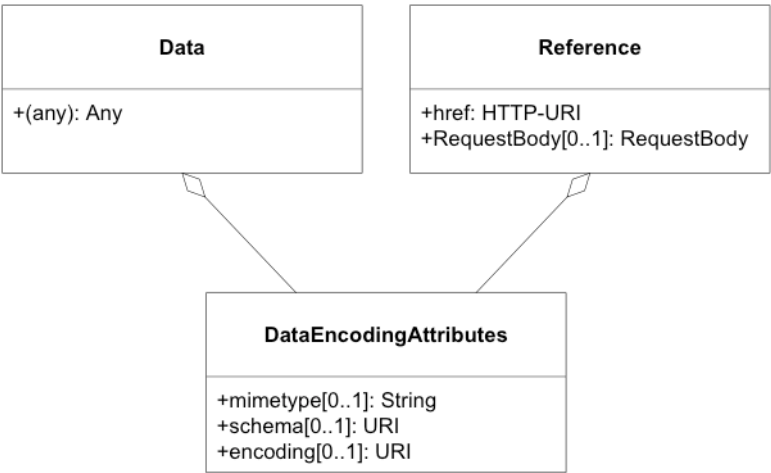 Data
+(any): Any
Reference
+href: HTTP-URI
+RequestBody[0..1]: RequestBody
DataEncodingAttributes
+mimetype[0..1]: String
+schema[0..1]: URI
+encoding[0..1]: URI